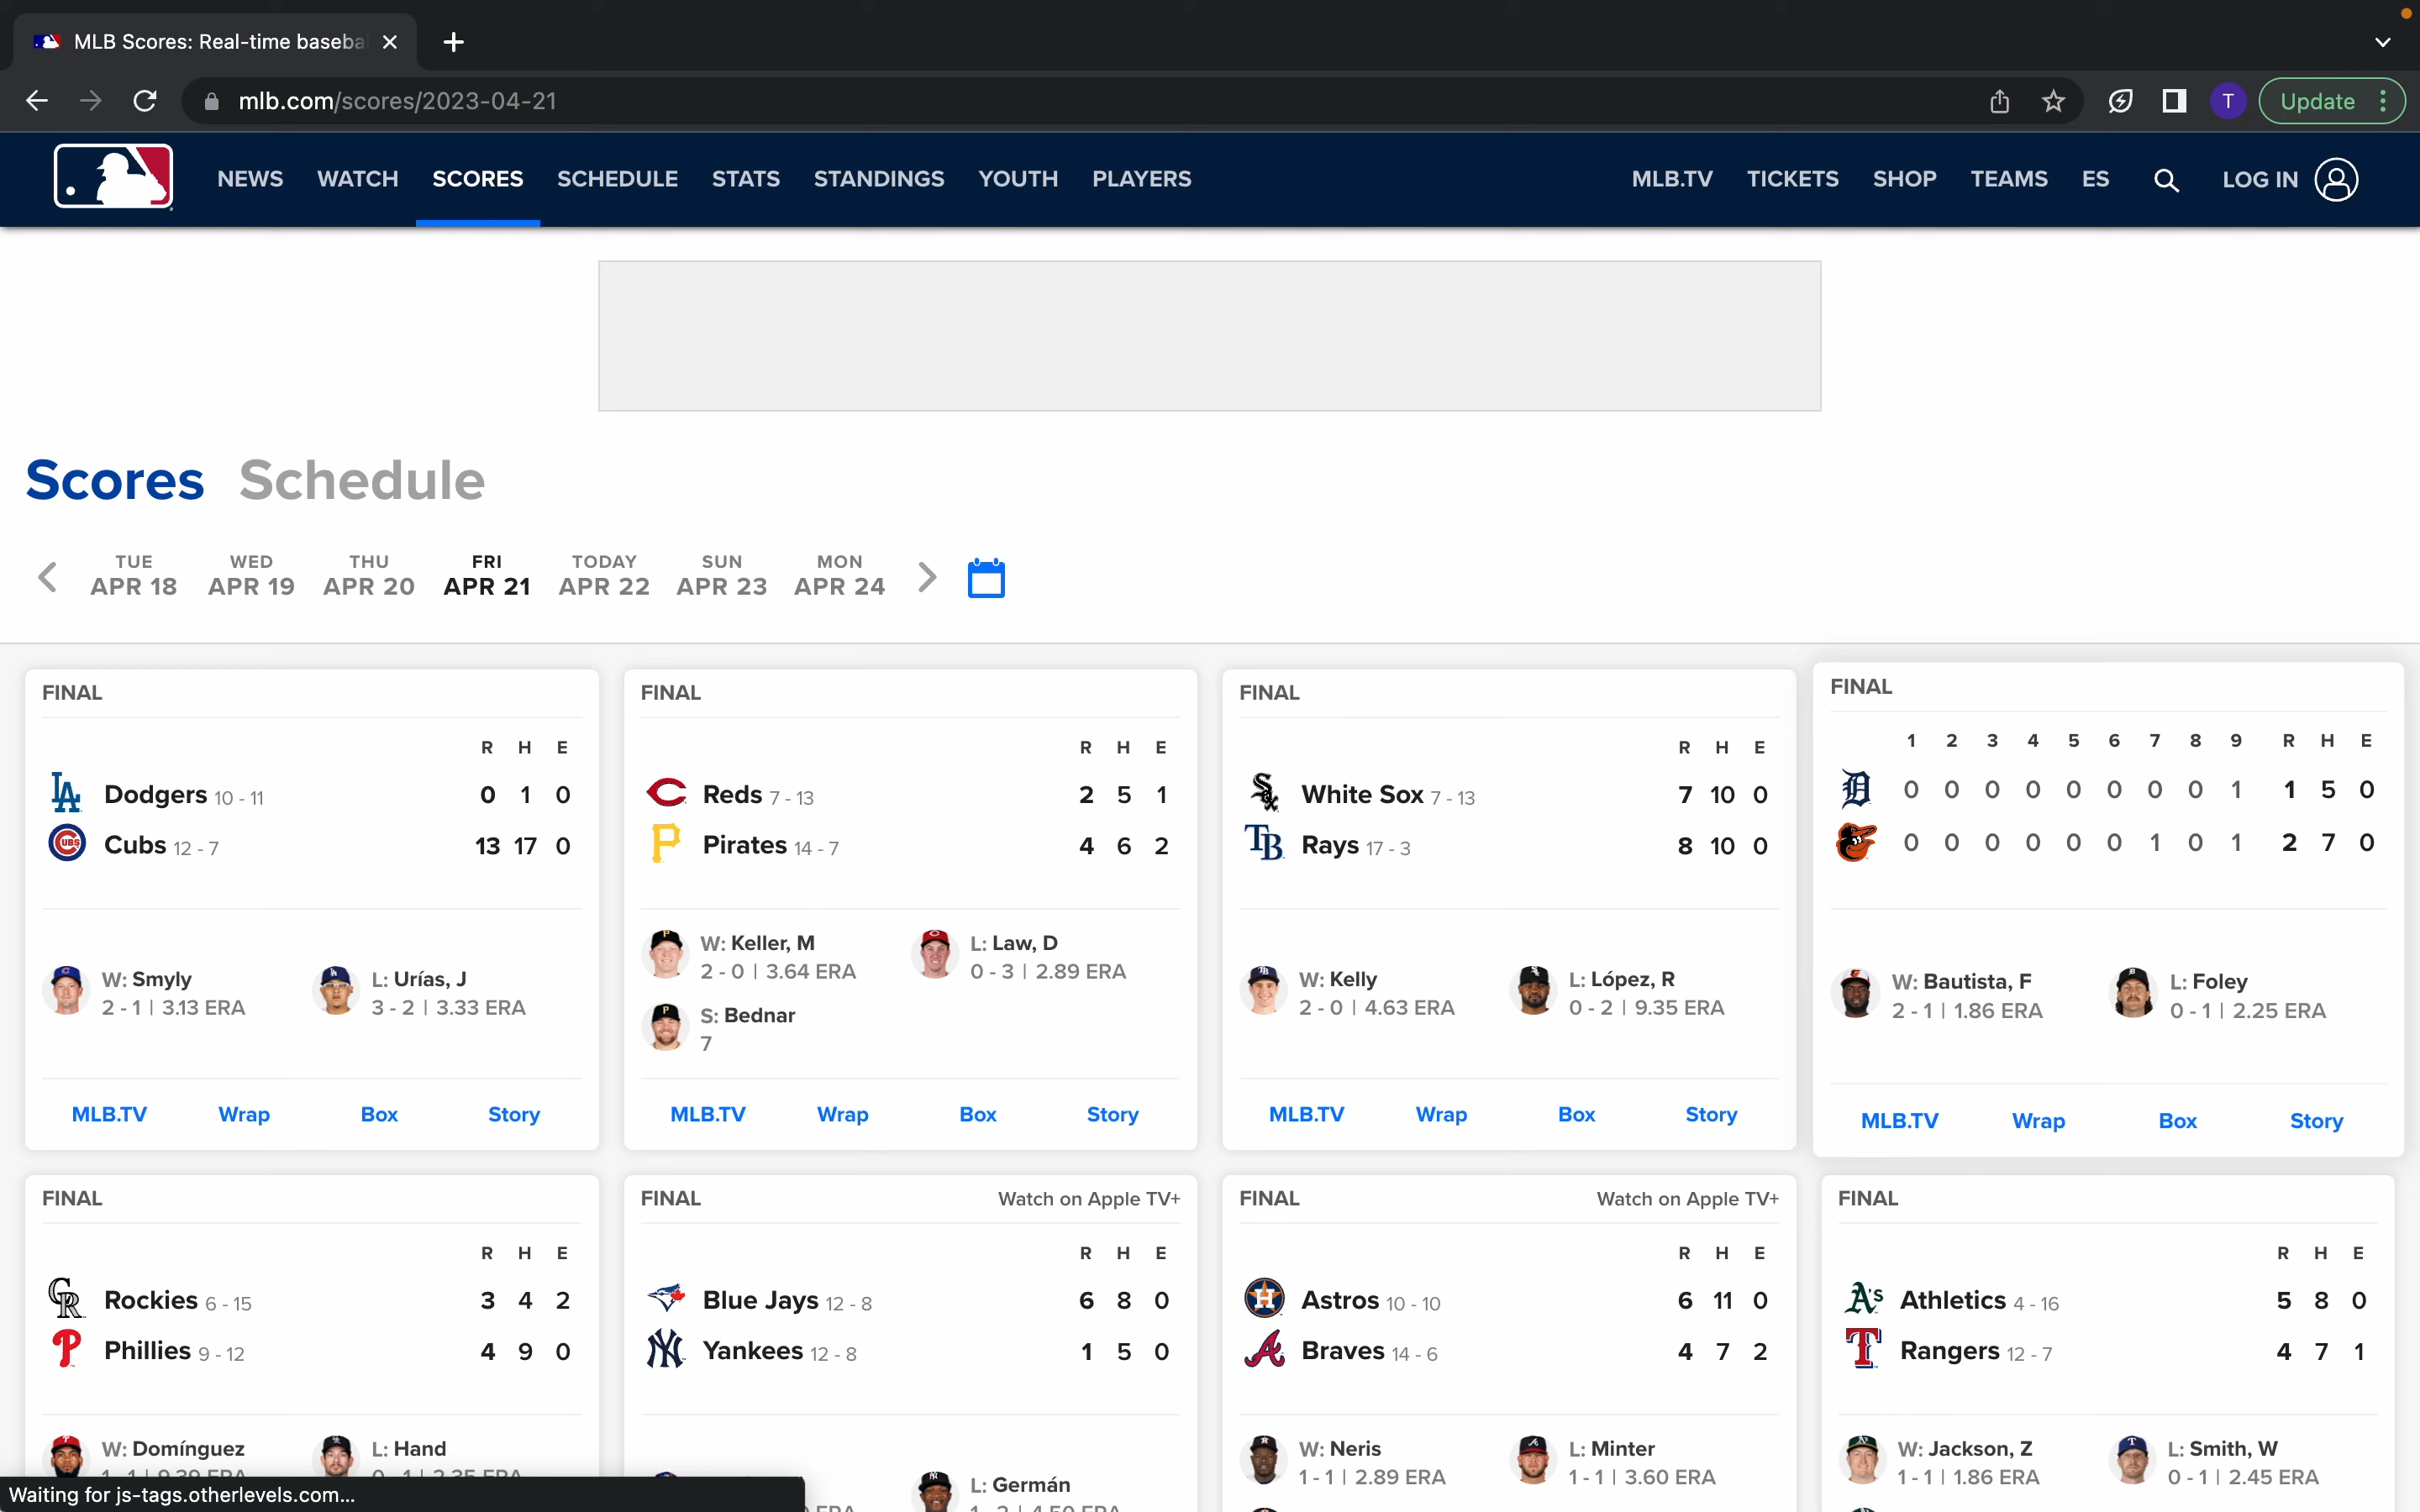 MLB Scores: Real-time baseba
mlb.com/scores/2023-04-21
T
Update
NEWS WATCH SCORES SCHEDULE STATS STANDINGS YOUTH PLAYERS
MLB.TV TICKETS SHOP TEAMS ES LOG IN
Scores Schedule
TUE WED THU FRI TODAY SUN MON
APR 18 APR 19 APR 20 APR 21 APR 22 APR 23 APR 24
FINAL
R H E
Dodgers 10 - 11 0 1 0
Cubs 12 - 7 13 17 0
W: Smyly L: Urías, J
2 - 1 | 3.13 ERA 3 - 2 | 3.33 ERA
MLB.TV Wrap Box Story
FINAL
R H E
Reds 7 - 13 2 5 1
Pirates 14 - 7 4 6 2
W: Keller, M L: Law, D
2 - 0 | 3.64 ERA 0 - 3 | 2.89 ERA
S: Bednar
7
MLB.TV Wrap Box Story
FINAL
R H E
White Sox 7 - 13 7 10 0
Rays 17 - 3 8 10 0
W: Kelly L: López, R
2 - 0 | 4.63 ERA 0 - 2 | 9.35 ERA
MLB.TV Wrap Box Story
FINAL
1 2 3 4 5 6 7 8 9 R H E
0 0 0 0 0 0 0 0 1 1 5 0
0 0 0 0 0 0 1 0 1 2 7 0
W: Bautista, F L: Foley
2 - 1 | 1.86 ERA 0 - 1 | 2.25 ERA
MLB.TV Wrap Box Story
FINAL
R H E
Rockies 6 - 15 3 4 2
Phillies 9 - 12 4 9 0
W: Domínguez L: Hand
FINAL Watch on Apple TV+
R H E
Blue Jays 12 - 8 6 8 0
Yankees 12 - 8 1 5 0
L: Germán
FINAL Watch on Apple TV+
R H E
Astros 10 - 10 6 11 0
Braves 14 - 6 4 7 2
W: Neris L: Minter
1 - 1 | 2.89 ERA 1 - 1 | 3.60 ERA
FINAL
R H E
Athletics 4 - 16 5 8 0
Rangers 12 - 7 4 7 1
W: Jackson, Z L: Smith, W
1 - 1 | 1.86 ERA 0 - 1 | 2.45 ERA
Waiting for js-tags.otherlevels.com...